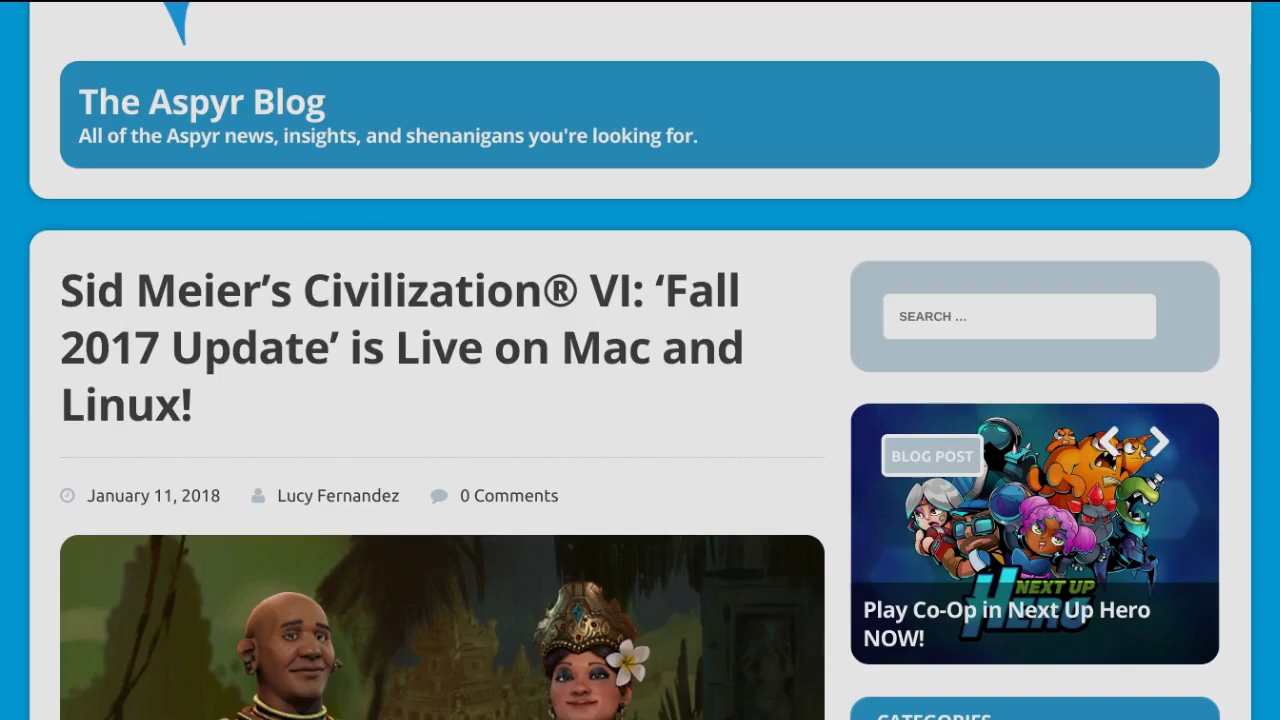 The Aspyr Blog
All of the Aspyr news, insights, and shenanigans you're looking for.
Sid Meier’s Civilization® VI: ‘Fall
2017 Update’ is Live on Mac and
Linux!
January 11, 2018 Lucy Fernandez 0 Comments
SEARCH …
BLOG POST
NEXT UP
HERO
Play Co-Op in Next Up Hero
NOW!
CATEGORIES